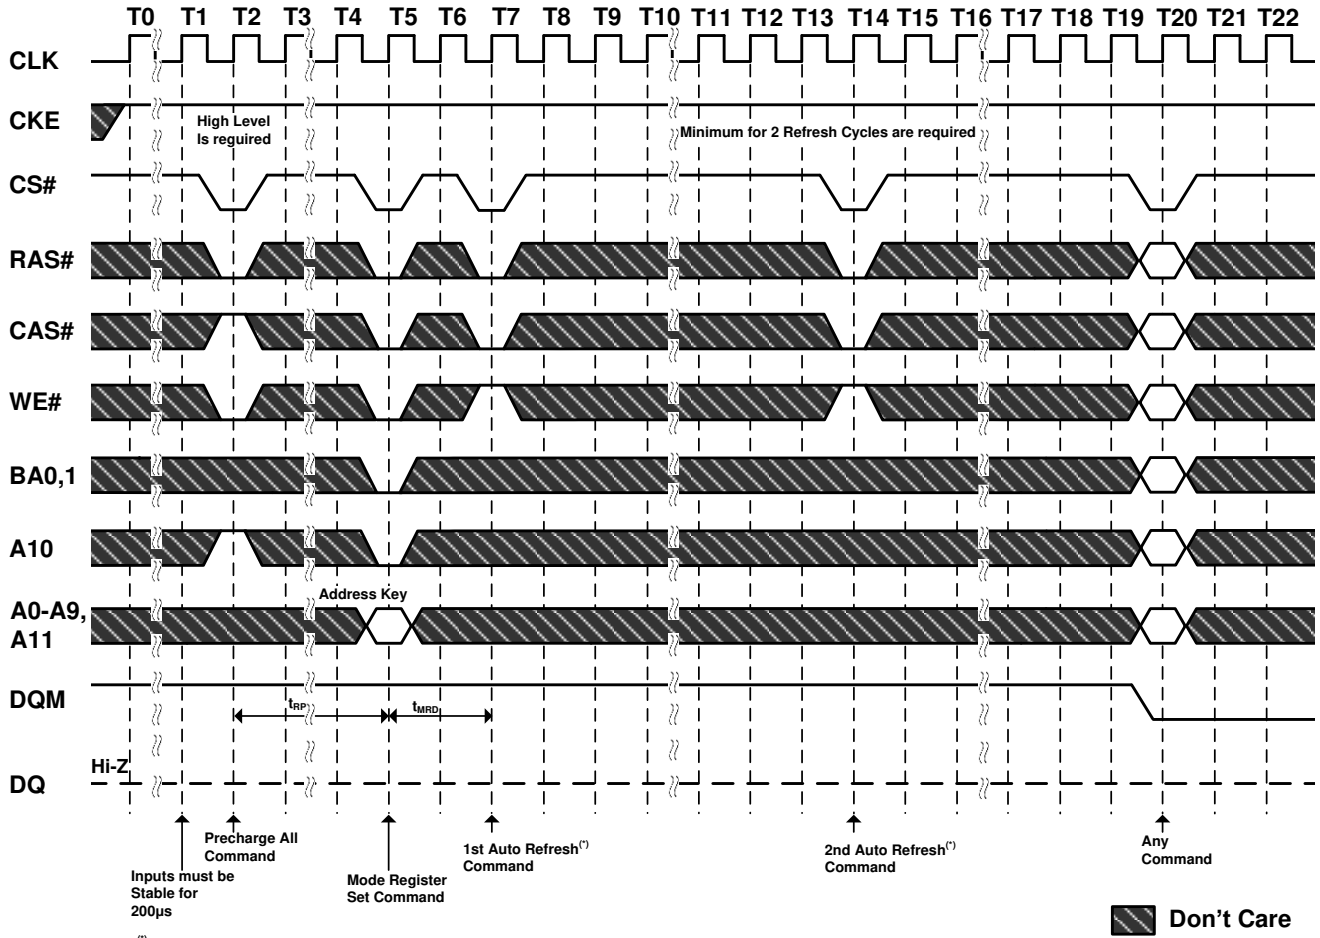 T0 T1 T2 T3 T4 T5 T6 T7 T8 T9 T10 T11 T12 T13 T14 T15 T16 T17 T18 T19 T20 T21 T22
CLK
CKE
High Level
Is reguired
Minimum for 2 Refresh Cycles are required
CS#
RAS#
CAS#
WE#
BA0,1
A10
Address Key
A0-A9,
A11
DQM
tRP
tMRD
Hi-Z
DQ
Inputs must be
Stable for
200µs
Precharge All
Command
Mode Register
Set Command
1st Auto Refresh(*)
Command
2nd Auto Refresh(*)
Command
Any
Command
Don't Care